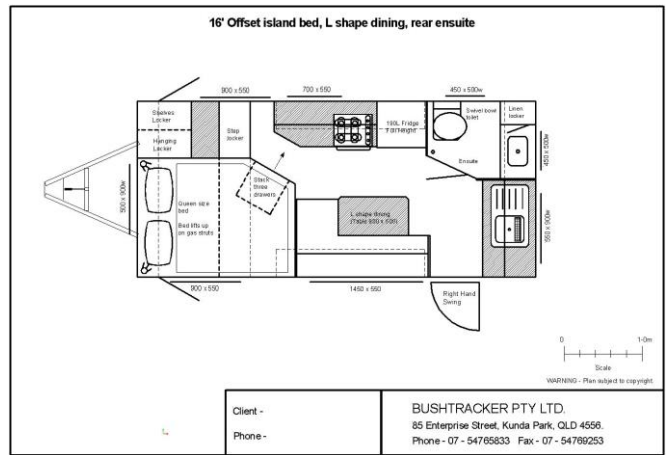 16' Offset island bed, L shape dining, rear ensuite
900 x 550
700 x 550
450 x 500w
Shelves
Locker
Hanging
Locker
Step
locker
190L Fridge
Full Height
Swivel bowl
toilet
Linen
locker
Ensuite
450 x 500w
500 x 900w
Stack
three
drawers
Queen size
bed
Bed lifts up
on gas struts
L shape dining
550 x 900w
900 x 550
1450 x 550
Right Hand
Swing
0
1·0m
Scale
WARNING - Plan subject to copyright
Client -
Phone -
BUSHTRACKER PTY LTD.
85 Enterprise Street, Kunda Park, QLD 4556.
Phone - 07 - 54765833 Fax - 07 - 54769253